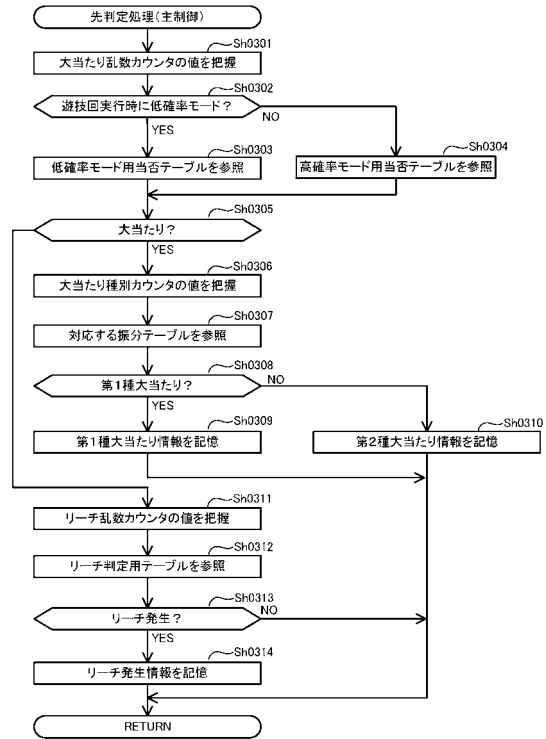 先判定処理(主制御)
Sh0301
大当たり乱数カウンタの値を把握
Sh0302
遊技回実行時に低確率モード？
NO
YES
Sh0303
低確率モード用当否テーブルを参照
Sh0304
高確率モード用当否テーブルを参照
Sh0305
大当たり？
YES
Sh0306
大当たり種別カウンタの値を把握
Sh0307
対応する振分テーブルを参照
Sh0308
第1種大当たり？
NO
YES
Sh0309
第1種大当たり情報を記憶
Sh0310
第2種大当たり情報を記憶
Sh0311
リーチ乱数カウンタの値を把握
Sh0312
リーチ判定用テーブルを参照
Sh0313
リーチ発生？
NO
YES
Sh0314
リーチ発生情報を記憶
RETURN